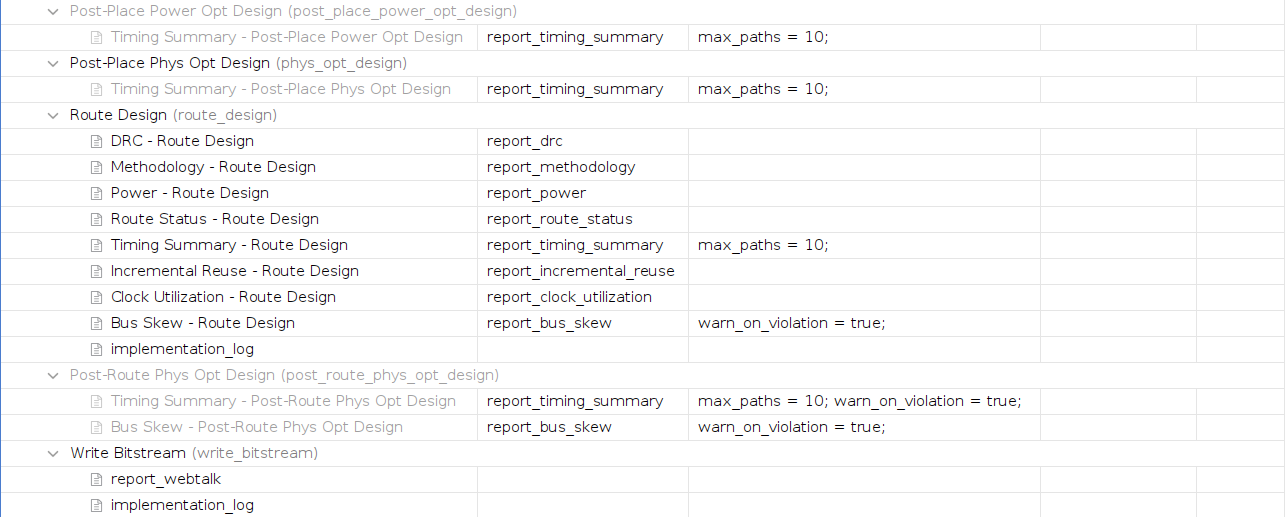 Post-Place Power Opt Design (post_place_power_opt_design)
Timing Summary - Post-Place Power Opt Design report_timing_summary max_paths = 10;
Post-Place Phys Opt Design (phys_opt_design)
Timing Summary - Post-Place Phys Opt Design report_timing_summary max_paths = 10;
Route Design (route_design)
DRC - Route Design report_drc
Methodology - Route Design report_methodology
Power - Route Design report_power
Route Status - Route Design report_route_status
Timing Summary - Route Design report_timing_summary max_paths = 10;
Incremental Reuse - Route Design report_incremental_reuse
Clock Utilization - Route Design report_clock_utilization
Bus Skew - Route Design report_bus_skew warn_on_violation = true;
implementation_log
Post-Route Phys Opt Design (post_route_phys_opt_design)
Timing Summary - Post-Route Phys Opt Design report_timing_summary max_paths = 10; warn_on_violation = true;
Bus Skew - Post-Route Phys Opt Design report_bus_skew warn_on_violation = true;
Write Bitstream (write_bitstream)
report_webtalk
implementation_log